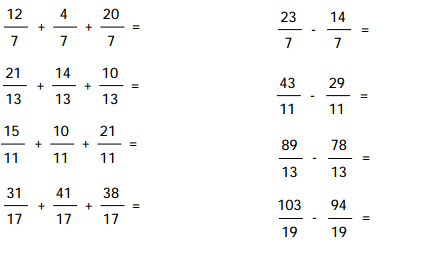 12/7 + 4/7 + 20/7 =
23/7 - 14/7 =
21/13 + 14/13 + 10/13 =
43/11 - 29/11 =
15/11 + 10/11 + 21/11 =
89/13 - 78/13 =
31/17 + 41/17 + 38/17 =
103/19 - 94/19 =